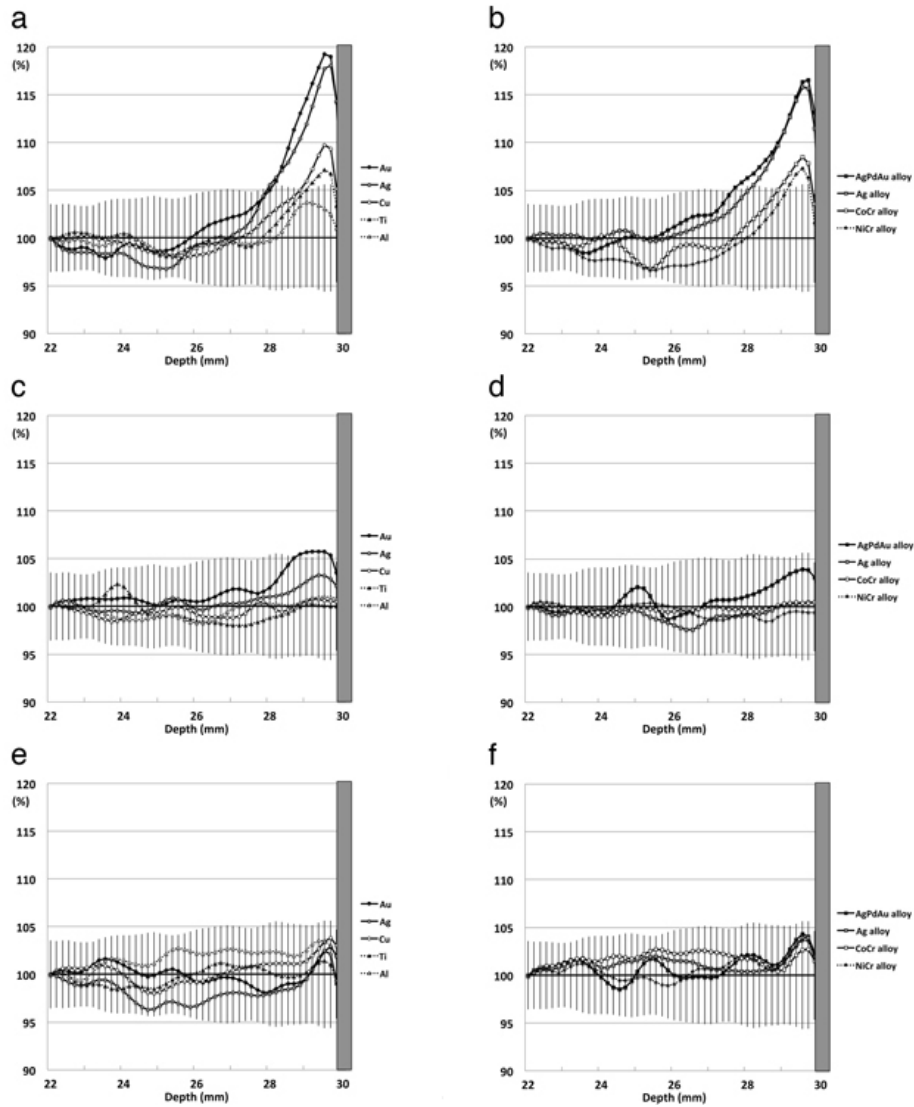 a
120
(%)
115
110
105
100
95
90
22
24
26
28
30
Depth (mm)
Au
Ag
Cu
Ti
Al
b
120
(%)
115
110
105
100
95
90
22
24
26
28
30
Depth (mm)
AgPdAu alloy
Ag alloy
CoCr alloy
NiCr alloy
c
120
(%)
115
110
105
100
95
90
22
24
26
28
30
Depth (mm)
Au
Ag
Cu
Ti
Al
d
120
(%)
115
110
105
100
95
90
22
24
26
28
30
Depth (mm)
AgPdAu alloy
Ag alloy
CoCr alloy
NiCr alloy
e
120
(%)
115
110
105
100
95
90
22
24
26
28
30
Depth (mm)
Au
Ag
Cu
Ti
Al
f
120
(%)
115
110
105
100
95
90
22
24
26
28
30
Depth (mm)
AgPdAu alloy
Ag alloy
CoCr alloy
NiCr alloy